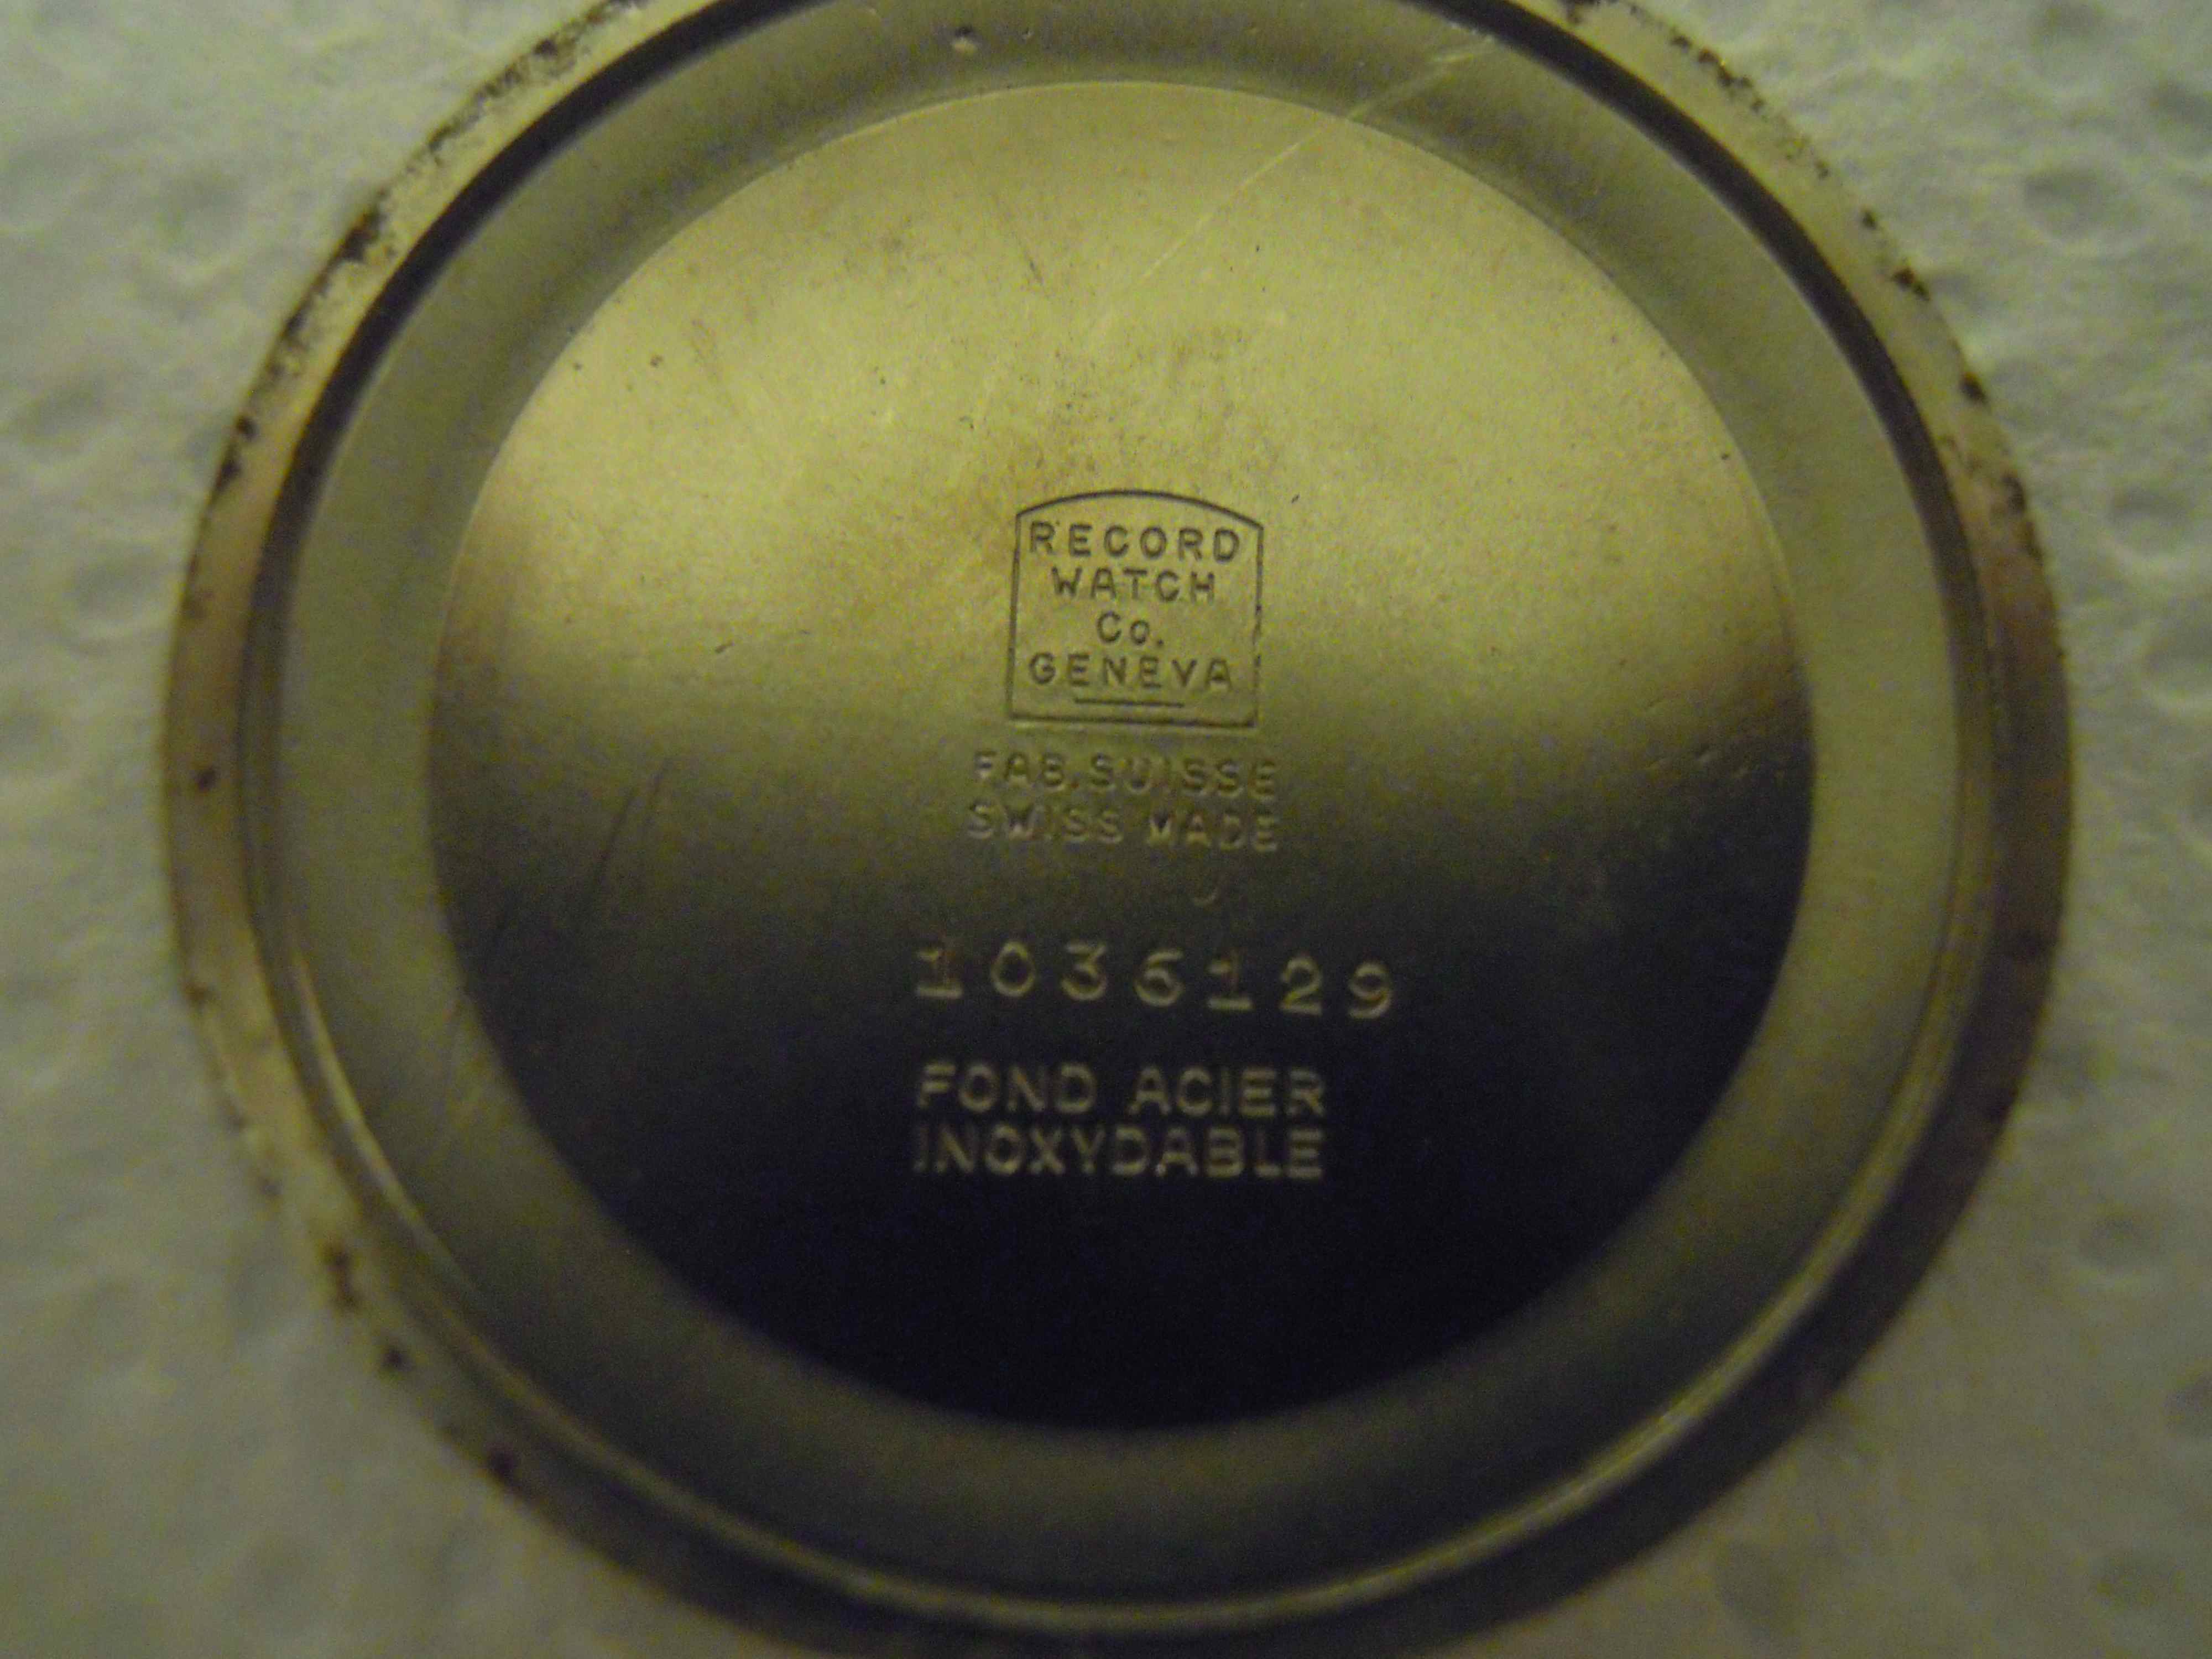 RECORD
WATCH
Co.
GENEVA
FAB. SUISSE
SWISS MADE
1036129
FOND ACIER
INOXYDABLE